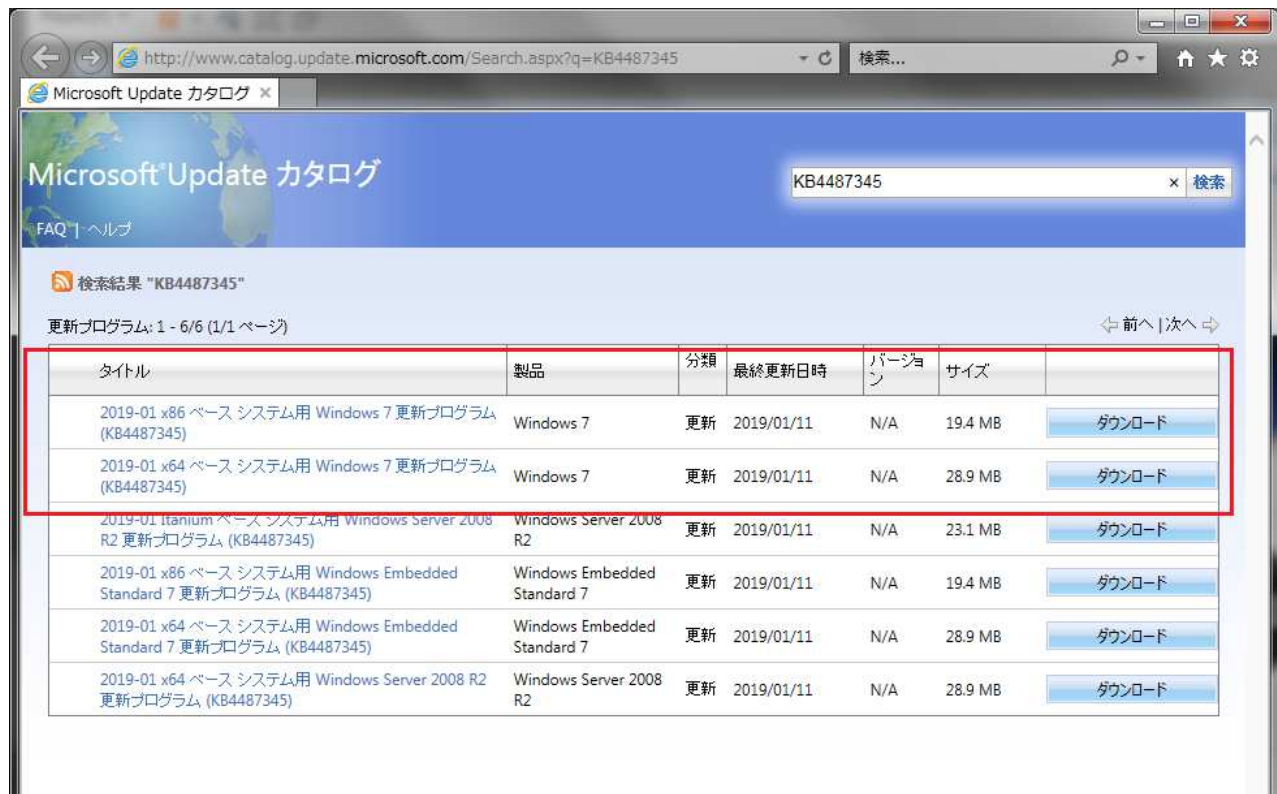 http://www.catalog.update.microsoft.com/Search.aspx?q=KB4487345
検索...
Microsoft Update カタログ
Microsoft®Update カタログ
KB4487345
検索
FAQ | ヘルプ
検索結果 "KB4487345"
更新プログラム: 1 - 6/6 (1/1 ページ)
前へ | 次へ
タイトル 製品 分類 最終更新日時 バージョン サイズ
2019-01 x86 ベース システム用 Windows 7 更新プログラム
(KB4487345)
Windows 7 更新 2019/01/11 N/A 19.4 MB ダウンロード
2019-01 x64 ベース システム用 Windows 7 更新プログラム
(KB4487345)
Windows 7 更新 2019/01/11 N/A 28.9 MB ダウンロード
2019-01 Itanium ベース システム用 Windows Server 2008
R2 更新プログラム (KB4487345)
Windows Server 2008
R2
更新 2019/01/11 N/A 23.1 MB ダウンロード
2019-01 x86 ベース システム用 Windows Embedded
Standard 7 更新プログラム (KB4487345)
Windows Embedded
Standard 7
更新 2019/01/11 N/A 19.4 MB ダウンロード
2019-01 x64 ベース システム用 Windows Embedded
Standard 7 更新プログラム (KB4487345)
Windows Embedded
Standard 7
更新 2019/01/11 N/A 28.9 MB ダウンロード
2019-01 x64 ベース システム用 Windows Server 2008 R2
更新プログラム (KB4487345)
Windows Server 2008
R2
更新 2019/01/11 N/A 28.9 MB ダウンロード